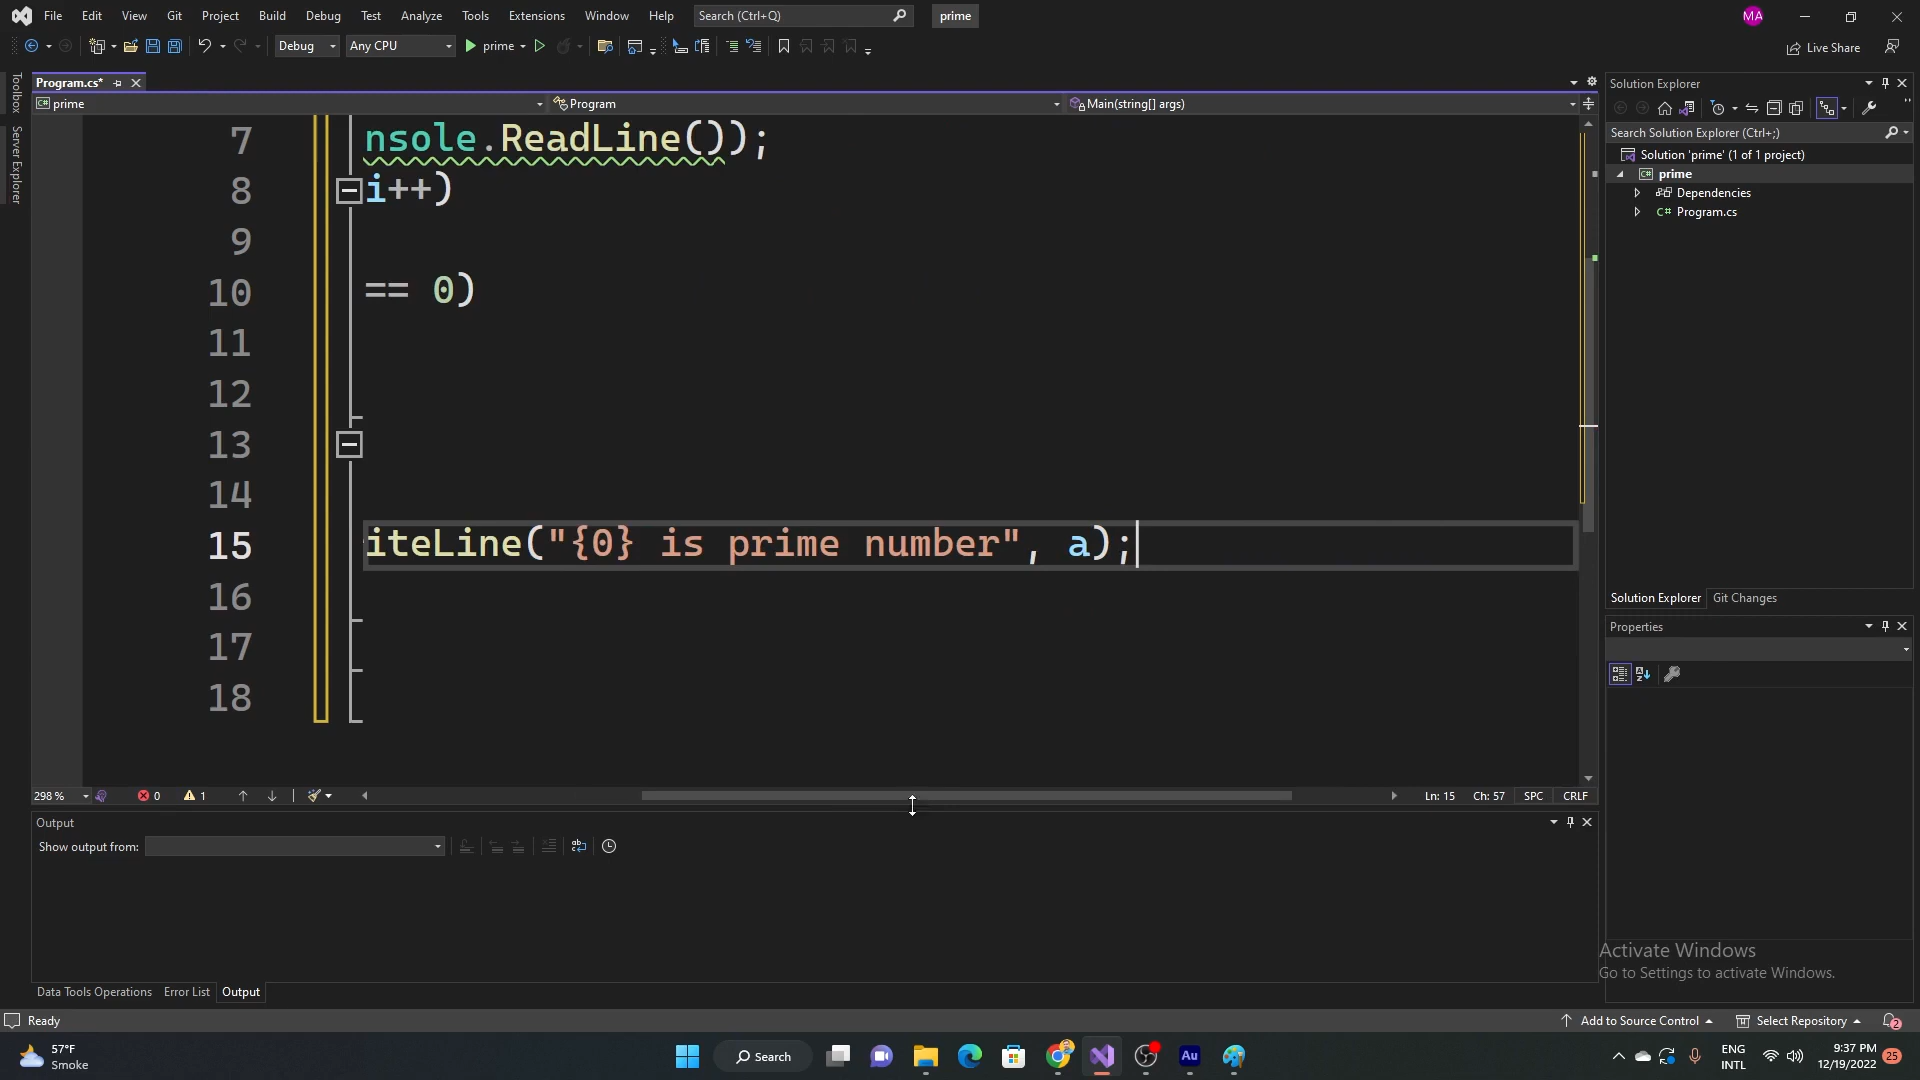 File Edit View Git Project Build Debug Test Analyze Tools Extensions Window Help Search (Ctrl+Q) prime MA
Debug Any CPU prime Live Share
Toolbox
Server Explorer
Program.cs*
prime Program Main(string[] args)
7 nsole.ReadLine());
8 i++)
9
10 == 0)
11
12
13
14
15 iteLine("{0} is prime number", a);
16
17
18
298 % 0 1 Ln: 15 Ch: 57 SPC CRLF
Output
Show output from:
Data Tools Operations Error List Output
Solution Explorer
Search Solution Explorer (Ctrl+;)
Solution 'prime' (1 of 1 project)
prime
Dependencies
C# Program.cs
Solution Explorer Git Changes
Properties
Activate Windows
Go to Settings to activate Windows.
Ready Add to Source Control Select Repository 2
57°F
Smoke
Search
Au
ENG
INTL
9:37 PM
12/19/2022
25